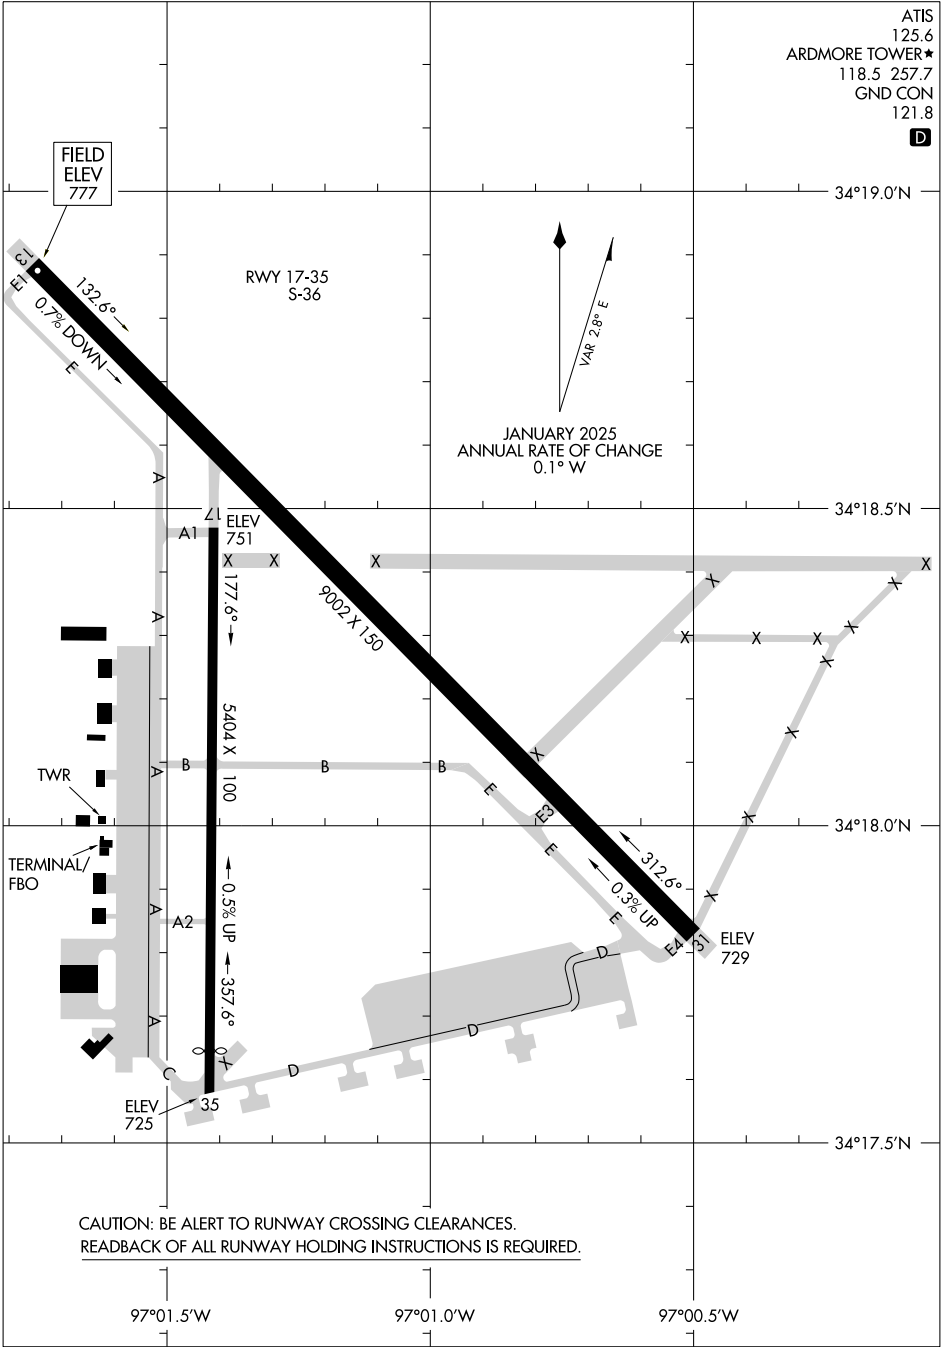 ATIS
125.6
ARDMORE TOWER★
118.5 257.7
GND CON
121.8
D
FIELD
ELEV
777
34°19.0'N
13
E1
132.6°
0.7% DOWN
E
RWY 17-35
S-36
VAR 2.8° E
JANUARY 2025
ANNUAL RATE OF CHANGE
0.1° W
A
34°18.5'N
17
ELEV
751
A1
X
X
X
X
177.6°
9002 X 150
X
X
A
X
X
X
X
X
5404 X 100
X
TWR
A
B
B
B
E
E3
X
X
34°18.0'N
TERMINAL/
FBO
E
312.6°
0.3% UP
X
A
A2
0.5% UP
E
E4
31
ELEV
729
D
357.6°
A
D
X
C
D
ELEV
725
35
34°17.5'N
CAUTION: BE ALERT TO RUNWAY CROSSING CLEARANCES.
READBACK OF ALL RUNWAY HOLDING INSTRUCTIONS IS REQUIRED.
97°01.5'W
97°01.0'W
97°00.5'W